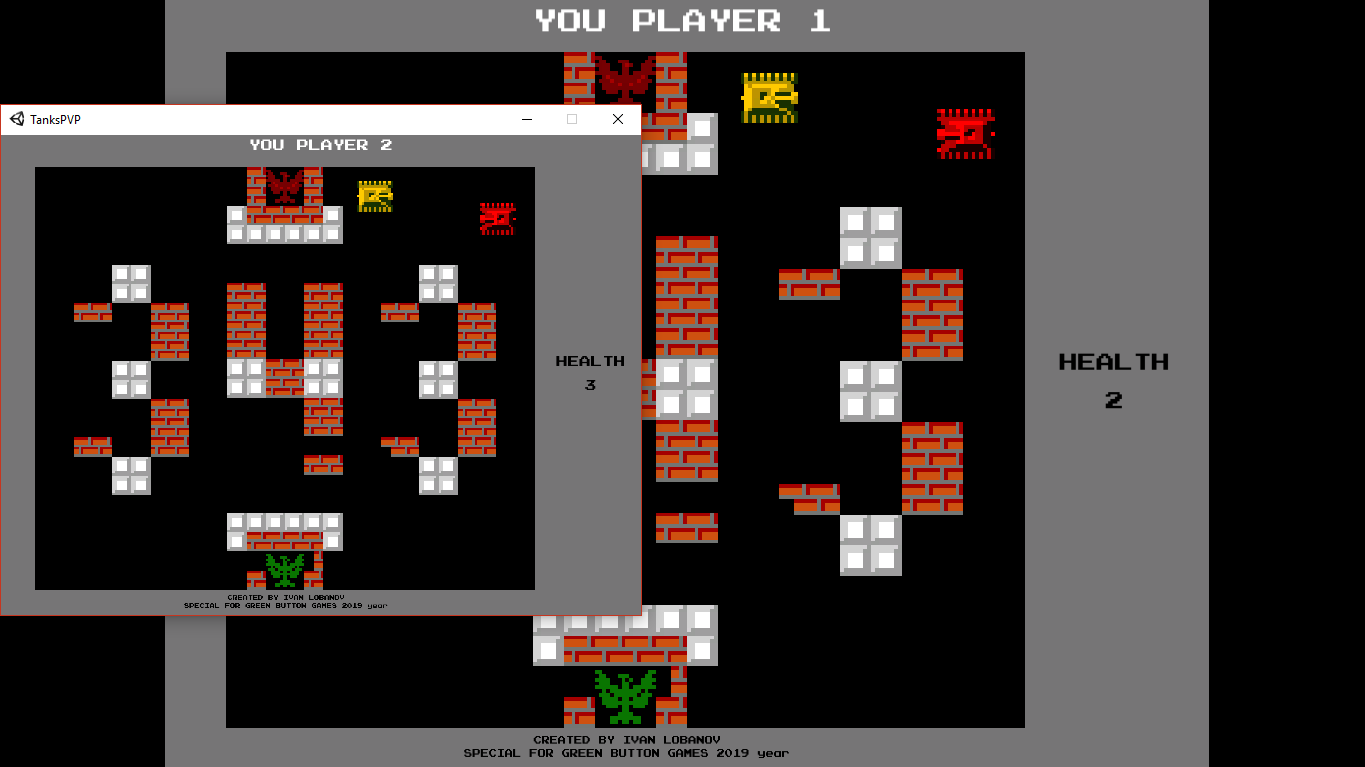 YOU PLAYER 1
TanksPVP
YOU PLAYER 2
HEALTH
3
CREATED BY IVAN LOBANOV
SPECIAL FOR GREEN BUTTON GAMES 2019 year
HEALTH
2
CREATED BY IVAN LOBANOV
SPECIAL FOR GREEN BUTTON GAMES 2019 year